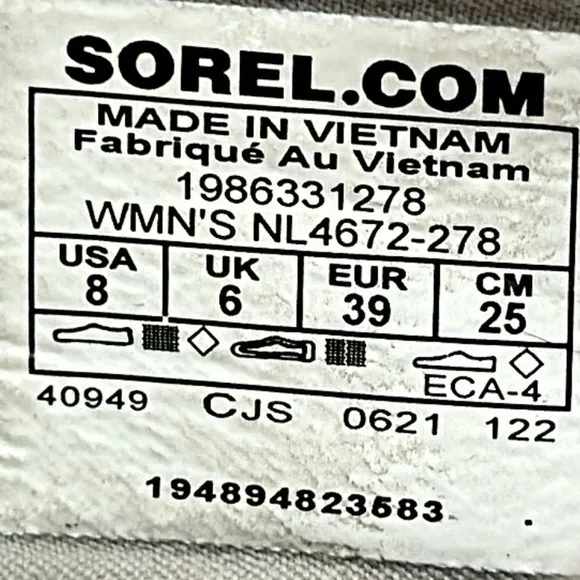 SOREL.COM
MADE IN VIETNAM
Fabriqué Au Vietnam
1986331278
WMN'S NL4672-278
USA UK EUR CM
8 6 39 25
ECA-4
40949 CJS 0621 122
194894823583